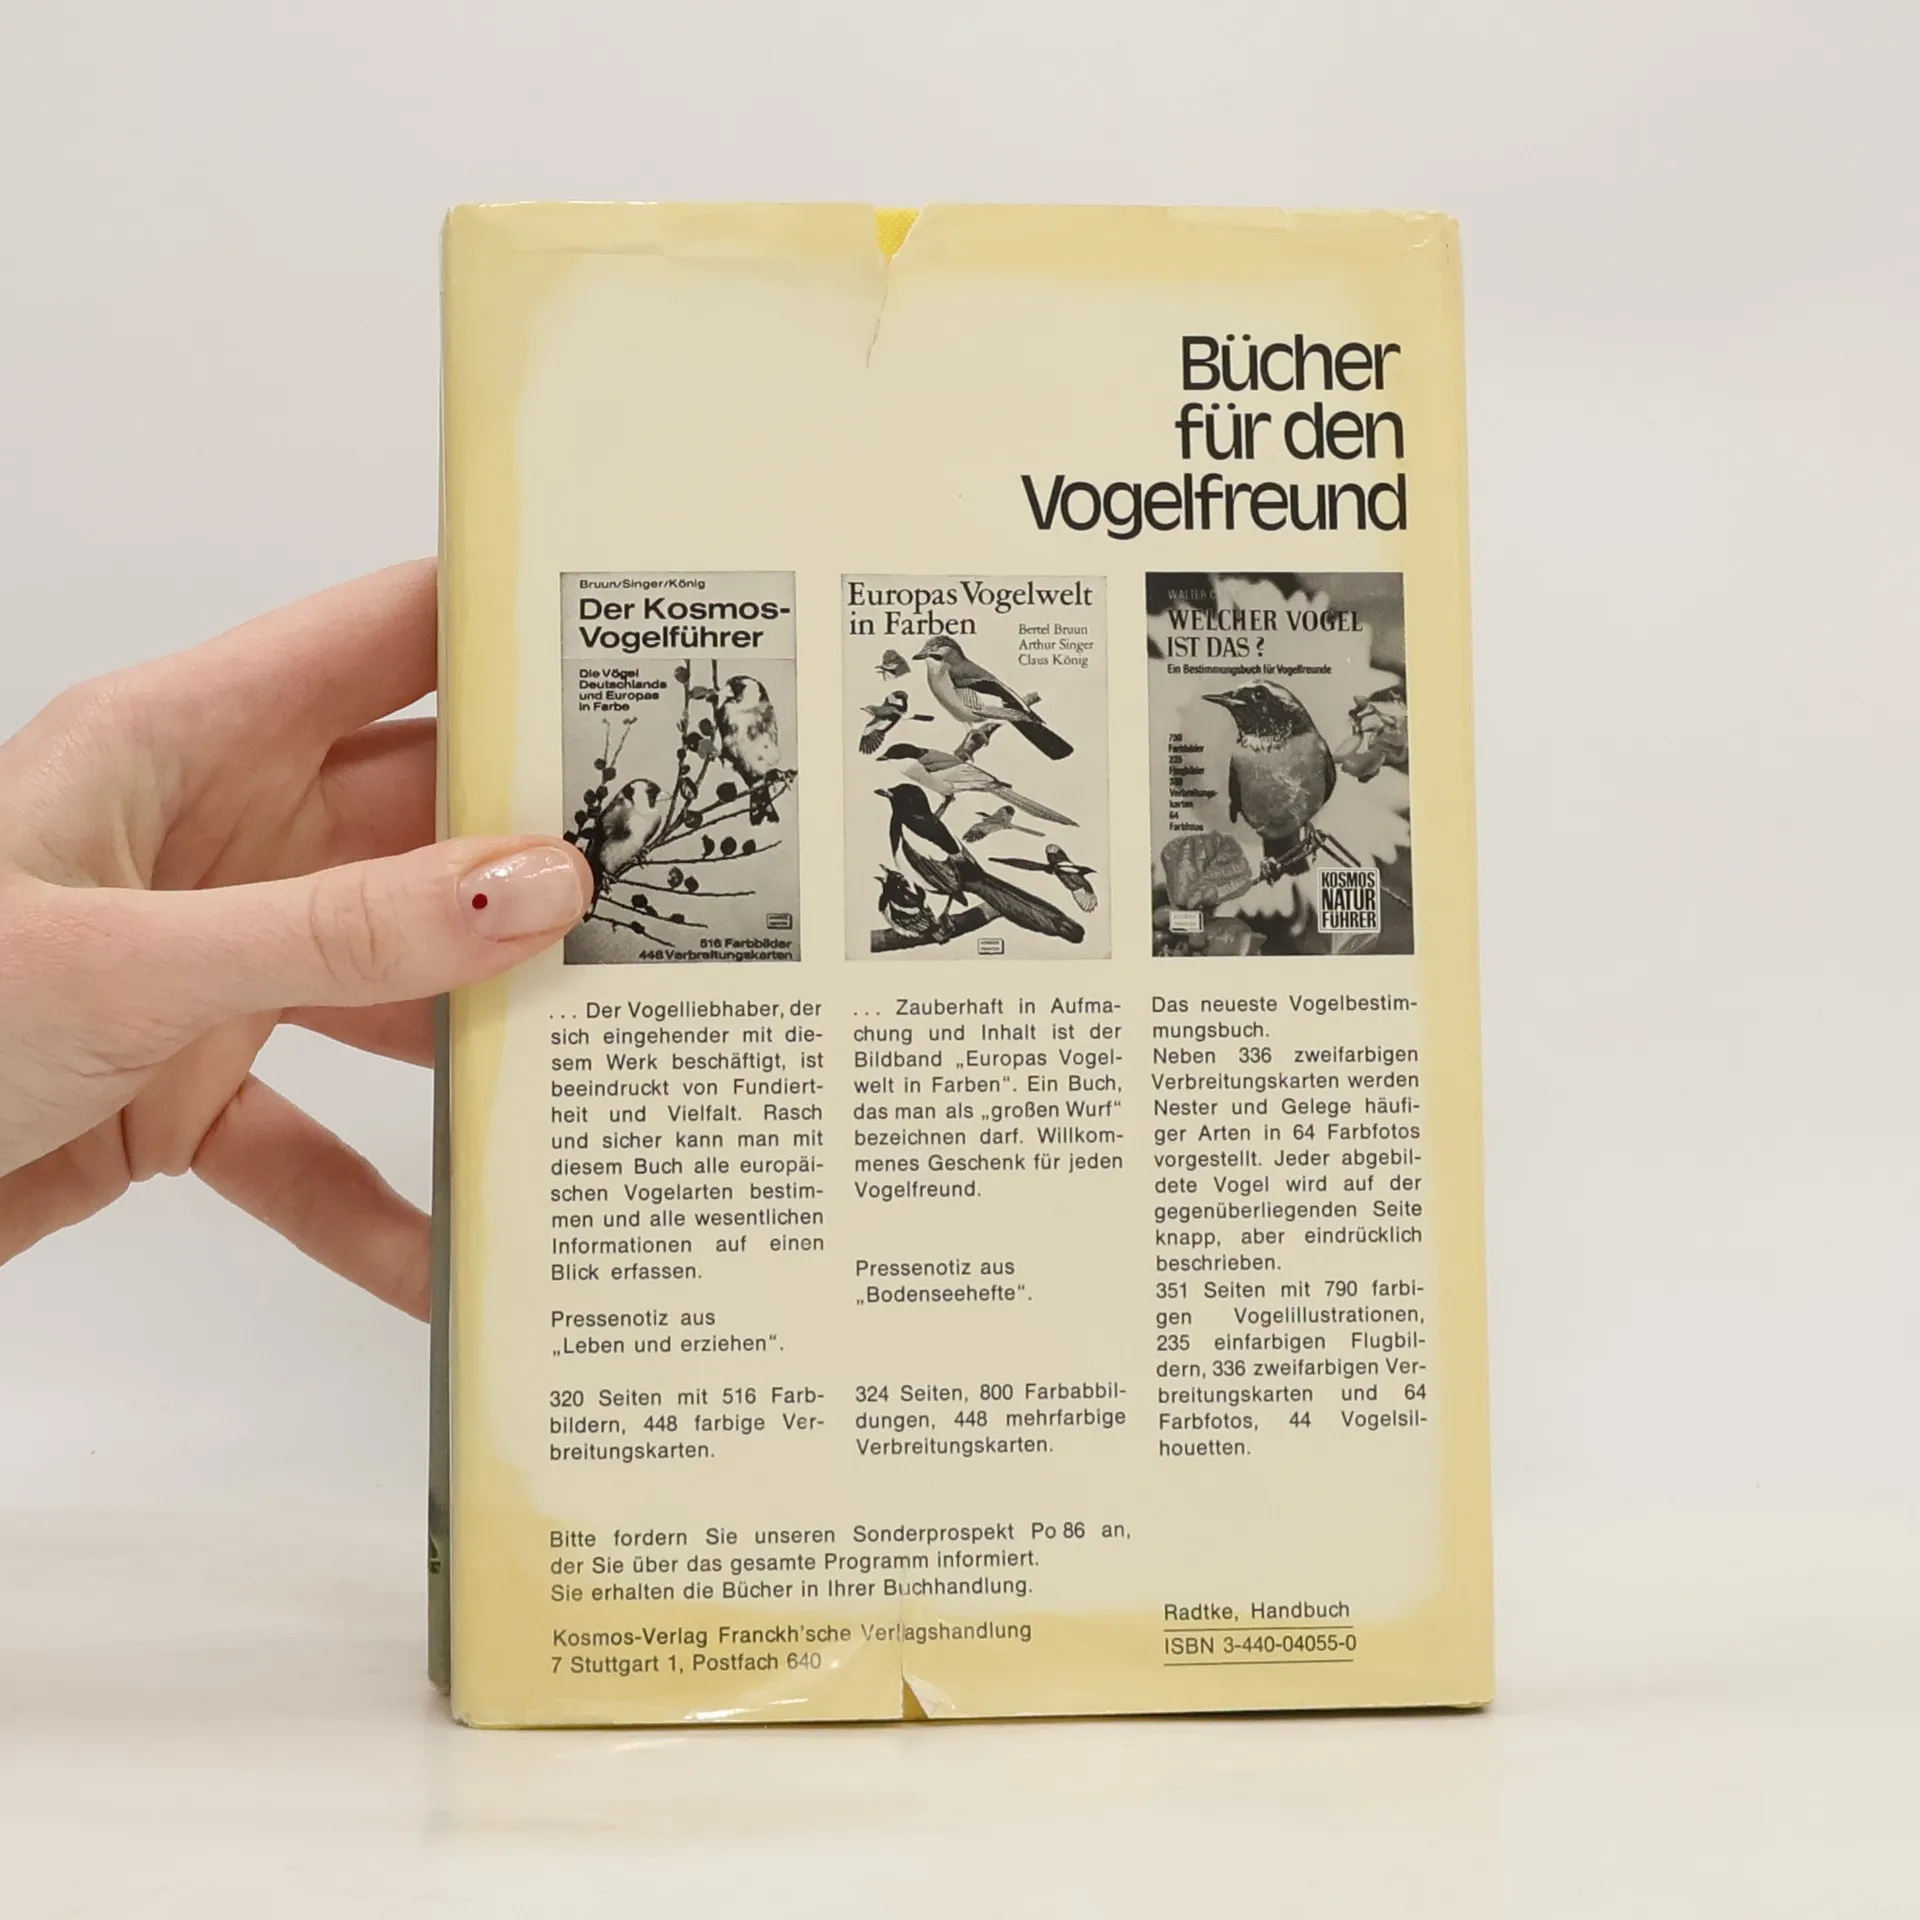 Bücher
für den
Vogelfreund
Bruun/Singer/König
Der Kosmos-
Vogelführer
Die Vögel
Deutschlands
und Europas
in Farbe
516 Farbbilder
448 Verbreitungskarten
Europas Vogelwelt
in Farben
Bertel Bruun
Arthur Singer
Claus König
WALTER
WELCHER VOGEL
IST DAS?
Ein Bestimmungsbuch für Vogelfreunde
790
Farbbilder
235
Flugbilder
Verbreitungs-
karten
64
Farbfotos
KOSMOS
NATUR
FÜHRER
... Der Vogelliebhaber, der
sich eingehender mit die-
sem Werk beschäftigt, ist
beeindruckt von Fundiert-
heit und Vielfalt. Rasch
und sicher kann man mit
diesem Buch alle europäi-
schen Vogelarten bestim-
men und alle wesentlichen
Informationen auf einen
Blick erfassen.
Pressenotiz aus
„Leben und erziehen“.
320 Seiten mit 516 Farb-
bildern, 448 farbige Ver-
breitungskarten.
... Zauberhaft in Aufma-
chung und Inhalt ist der
Bildband „Europas Vogel-
welt in Farben“. Ein Buch,
das man als „großen Wurf“
bezeichnen darf. Willkom-
menes Geschenk für jeden
Vogelfreund.
Pressenotiz aus
„Bodenseehefte“.
324 Seiten, 800 Farbabbil-
dungen, 448 mehrfarbige
Verbreitungskarten.
Das neueste Vogelbestim-
mungsbuch.
Neben 336 zweifarbigen
Verbreitungskarten werden
Nester und Gelege häufi-
ger Arten in 64 Farbfotos
vorgestellt. Jeder abgebil-
dete Vogel wird auf der
gegenüberliegenden Seite
knapp, aber eindrücklich
beschrieben.
351 Seiten mit 790 farbi-
gen Vogelillustrationen,
235 einfarbigen Flugbil-
dern, 336 zweifarbigen Ver-
breitungskarten und 64
Farbfotos, 44 Vogelsil-
houetten.
Bitte fordern Sie unseren Sonderprospekt Po 86 an,
der Sie über das gesamte Programm informiert.
Sie erhalten die Bücher in Ihrer Buchhandlung.
Kosmos-Verlag Franckh'sche Verlagshandlung
7 Stuttgart 1, Postfach 640
Radtke, Handbuch
ISBN 3-440-04055-0